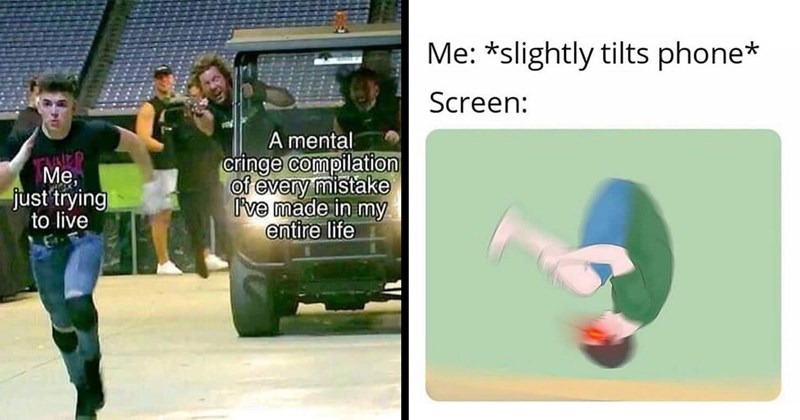 Me,
just trying
to live
A mental
cringe compilation
of every mistake
I've made in my
entire life
Me: *slightly tilts phone*
Screen: